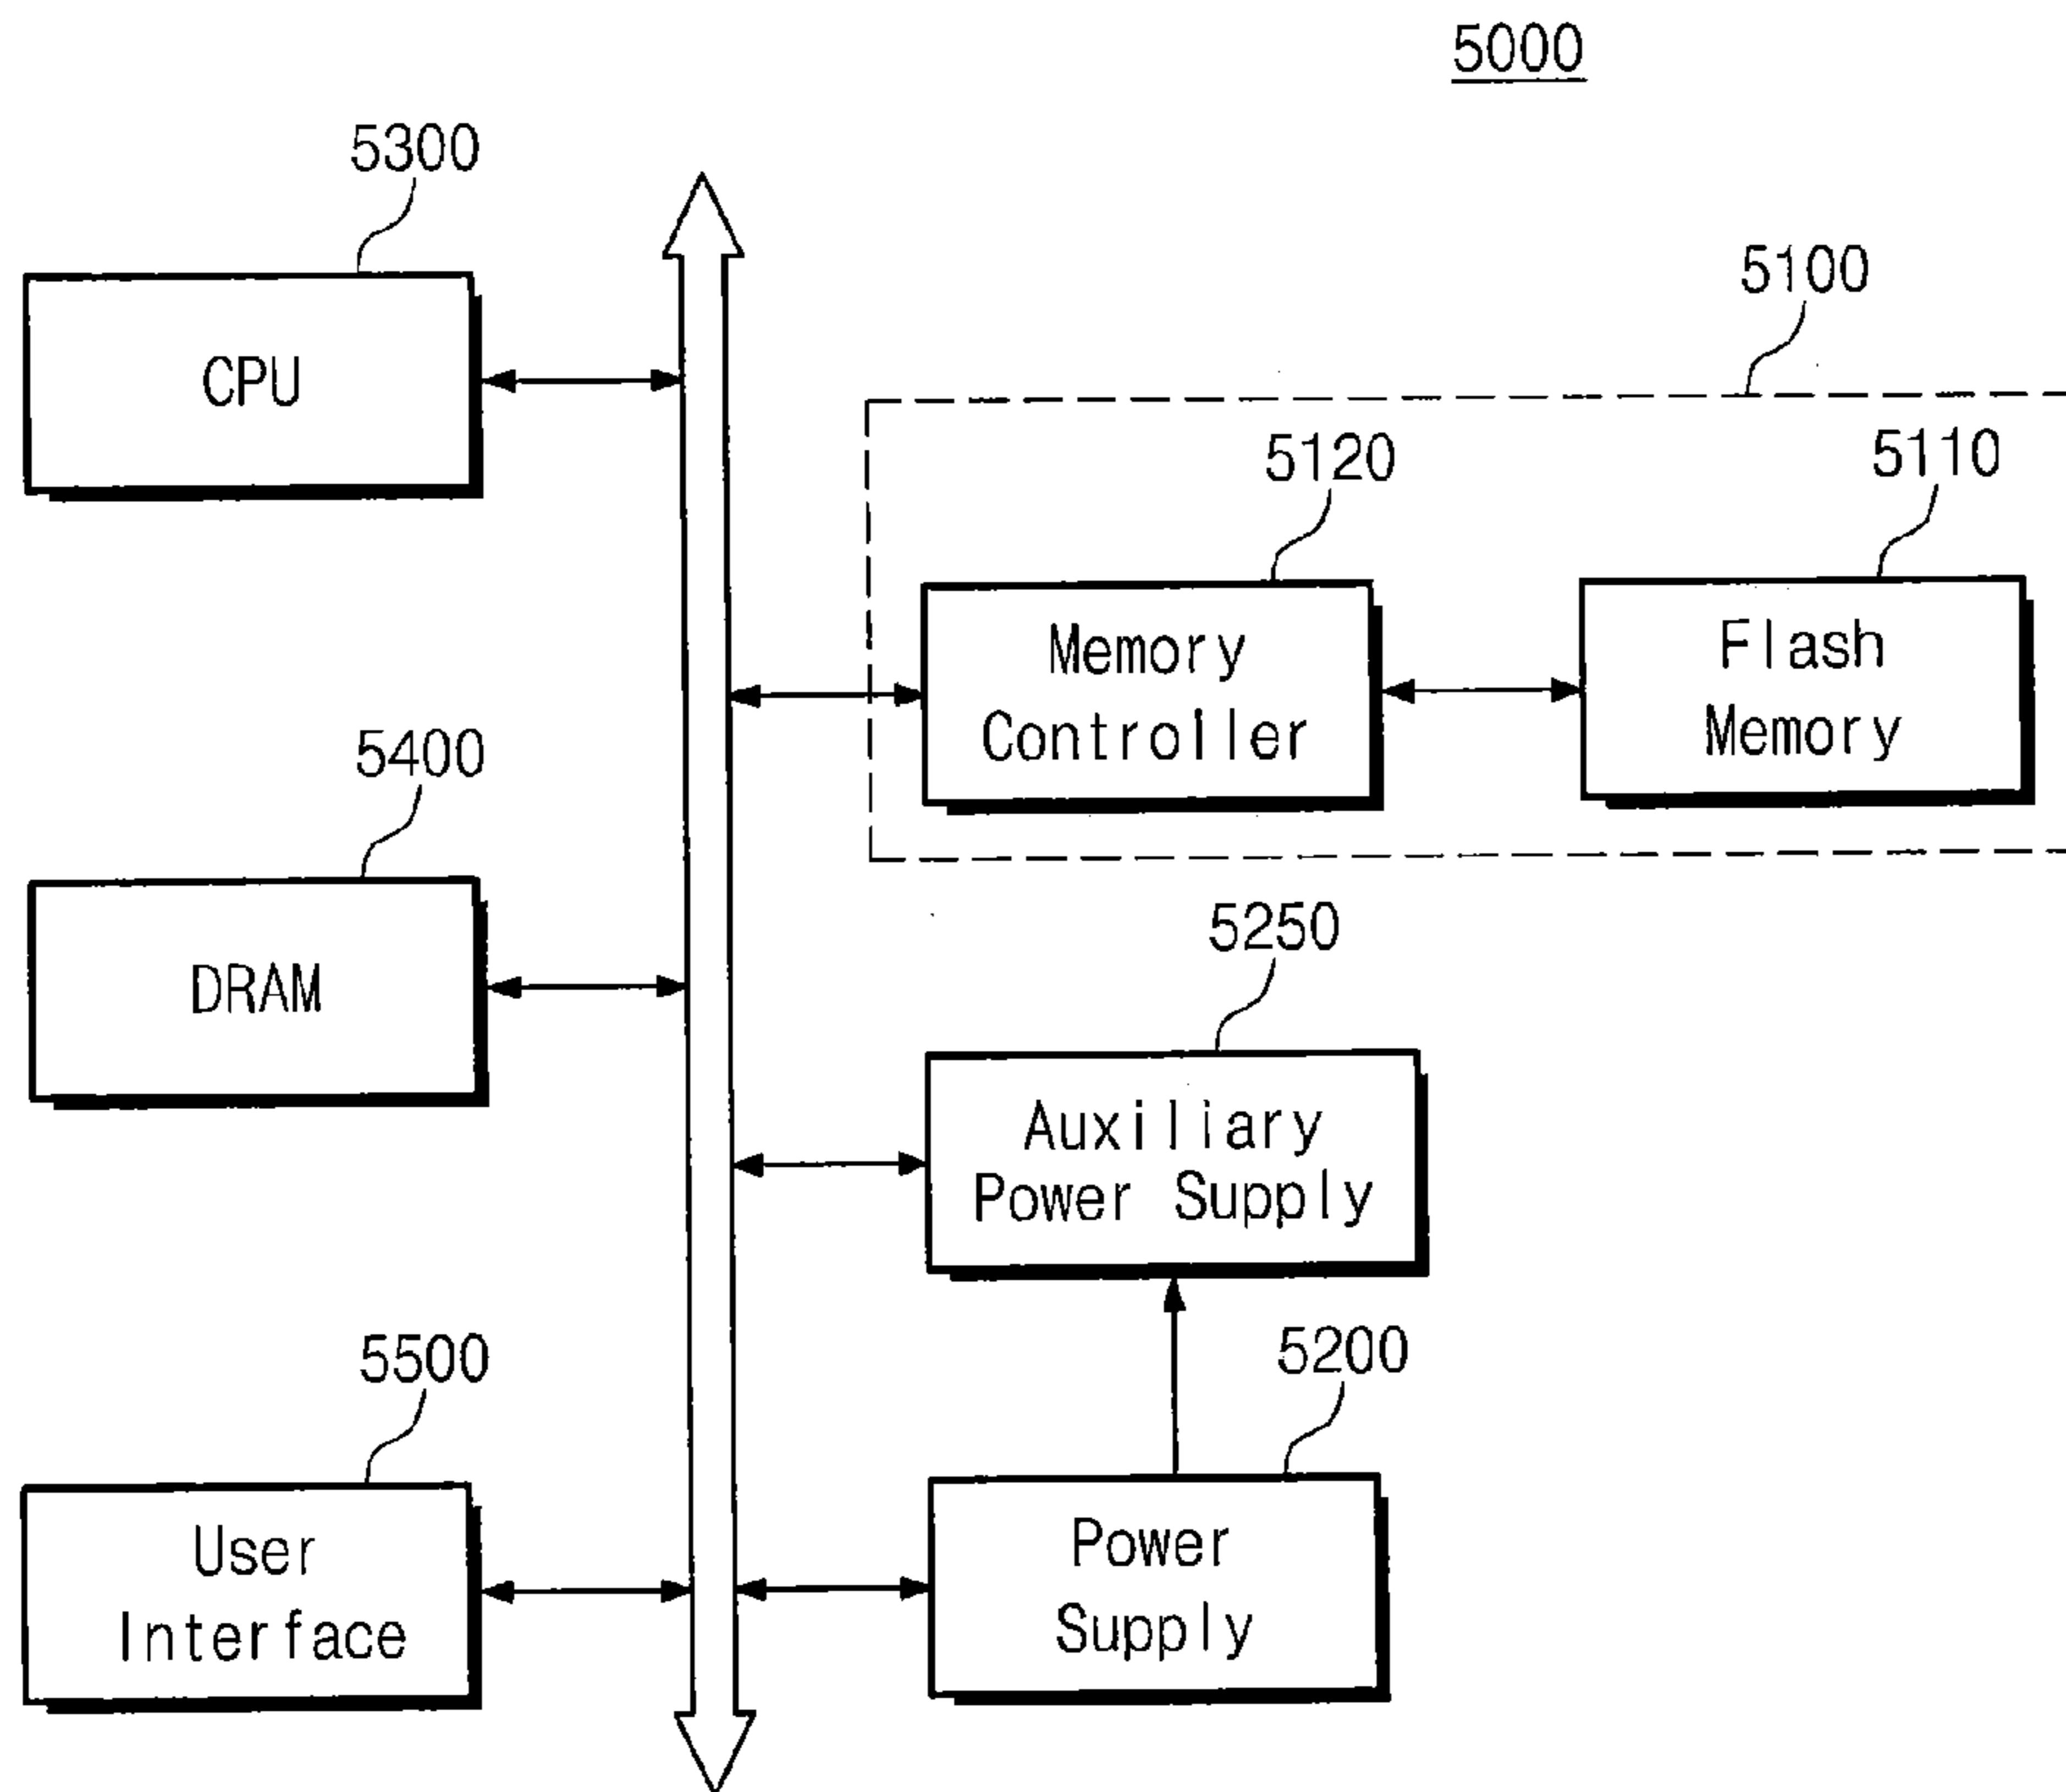 5000
5300
CPU
5100
5120
5110
Memory
Controller
Flash
Memory
5400
DRAM
5250
Auxiliary
Power Supply
5500
User
Interface
5200
Power
Supply